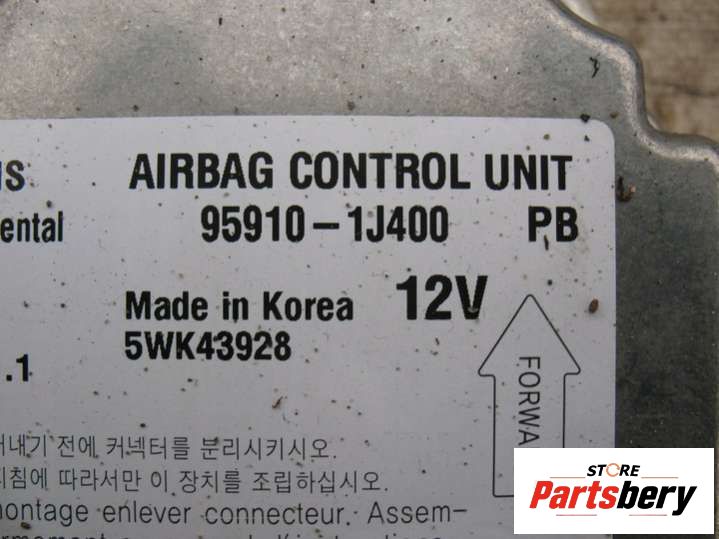 AIRBAG CONTROL UNIT
ental 95910-1J400 PB
Made in Korea 12V
5WK43928
.1
FORWA
내기 전에 커넥터를 분리시키시오.
침에 따라서만 이 장치를 조립하십시오.
ontage enlever connecteur. Assem-
STORE
Partsbery